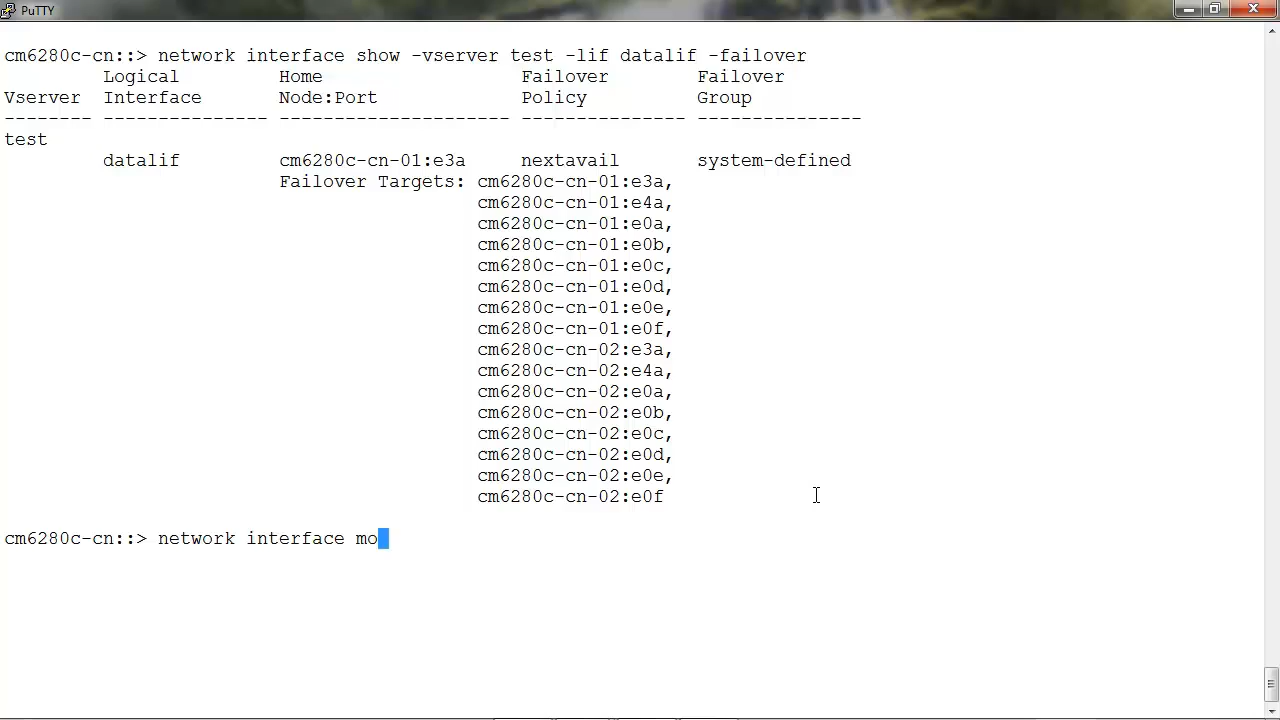 PuTTY
cm6280c-cn::> network interface show -vserver test -lif datalif -failover
Logical Home Failover Failover
Vserver Interface Node:Port Policy Group
-------- --------------- --------------------- --------------- ---------------
test
datalif cm6280c-cn-01:e3a nextavail system-defined
Failover Targets: cm6280c-cn-01:e3a,
cm6280c-cn-01:e4a,
cm6280c-cn-01:e0a,
cm6280c-cn-01:e0b,
cm6280c-cn-01:e0c,
cm6280c-cn-01:e0d,
cm6280c-cn-01:e0e,
cm6280c-cn-01:e0f,
cm6280c-cn-02:e3a,
cm6280c-cn-02:e4a,
cm6280c-cn-02:e0a,
cm6280c-cn-02:e0b,
cm6280c-cn-02:e0c,
cm6280c-cn-02:e0d,
cm6280c-cn-02:e0e,
cm6280c-cn-02:e0f
cm6280c-cn::> network interface mo